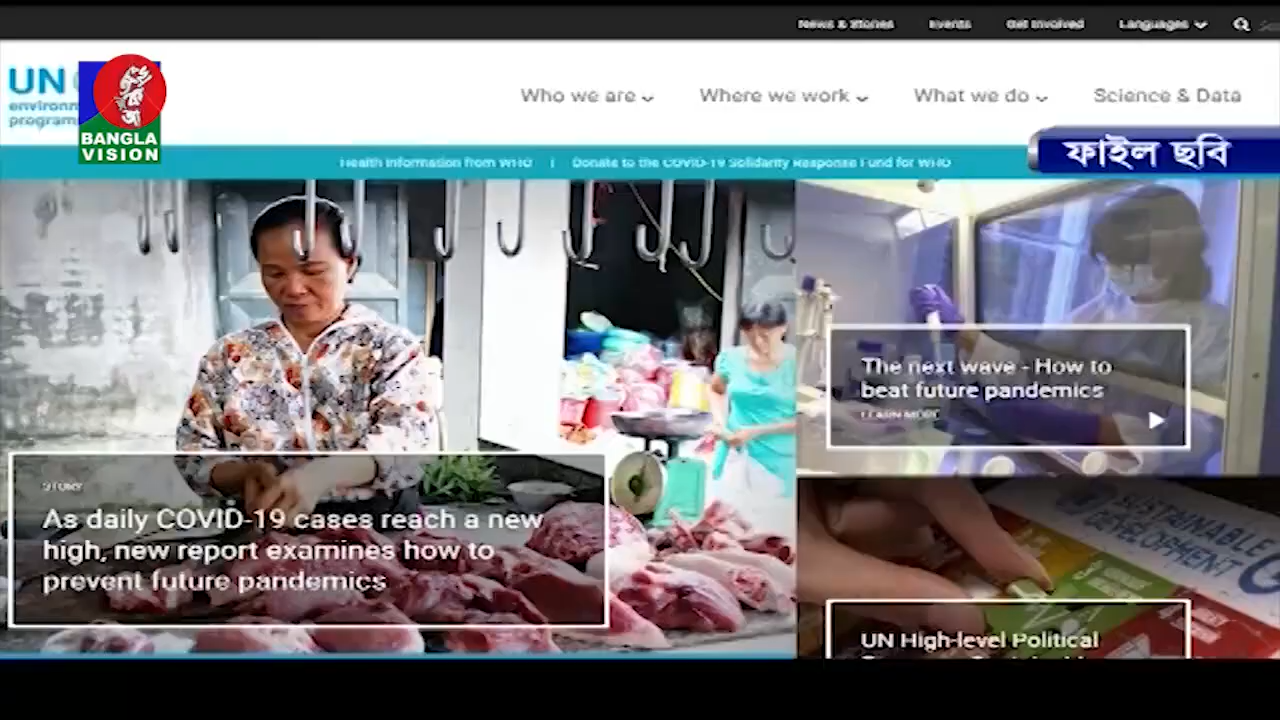 News & Stories Events Get Involved Languages
UN
environm
program
BANGLA
VISION
Who we are Where we work What we do Science & Data
ফাইল ছবি
Health Information from WHO | Donate to the COVID-19 Solidarity Response Fund for WHO
STORY
As daily COVID-19 cases reach a new
high, new report examines how to
prevent future pandemics
The next wave - How to
beat future pandemics
LEARN MORE
SUSTAINABLE
DEVELOPMENT
UN High-level Political